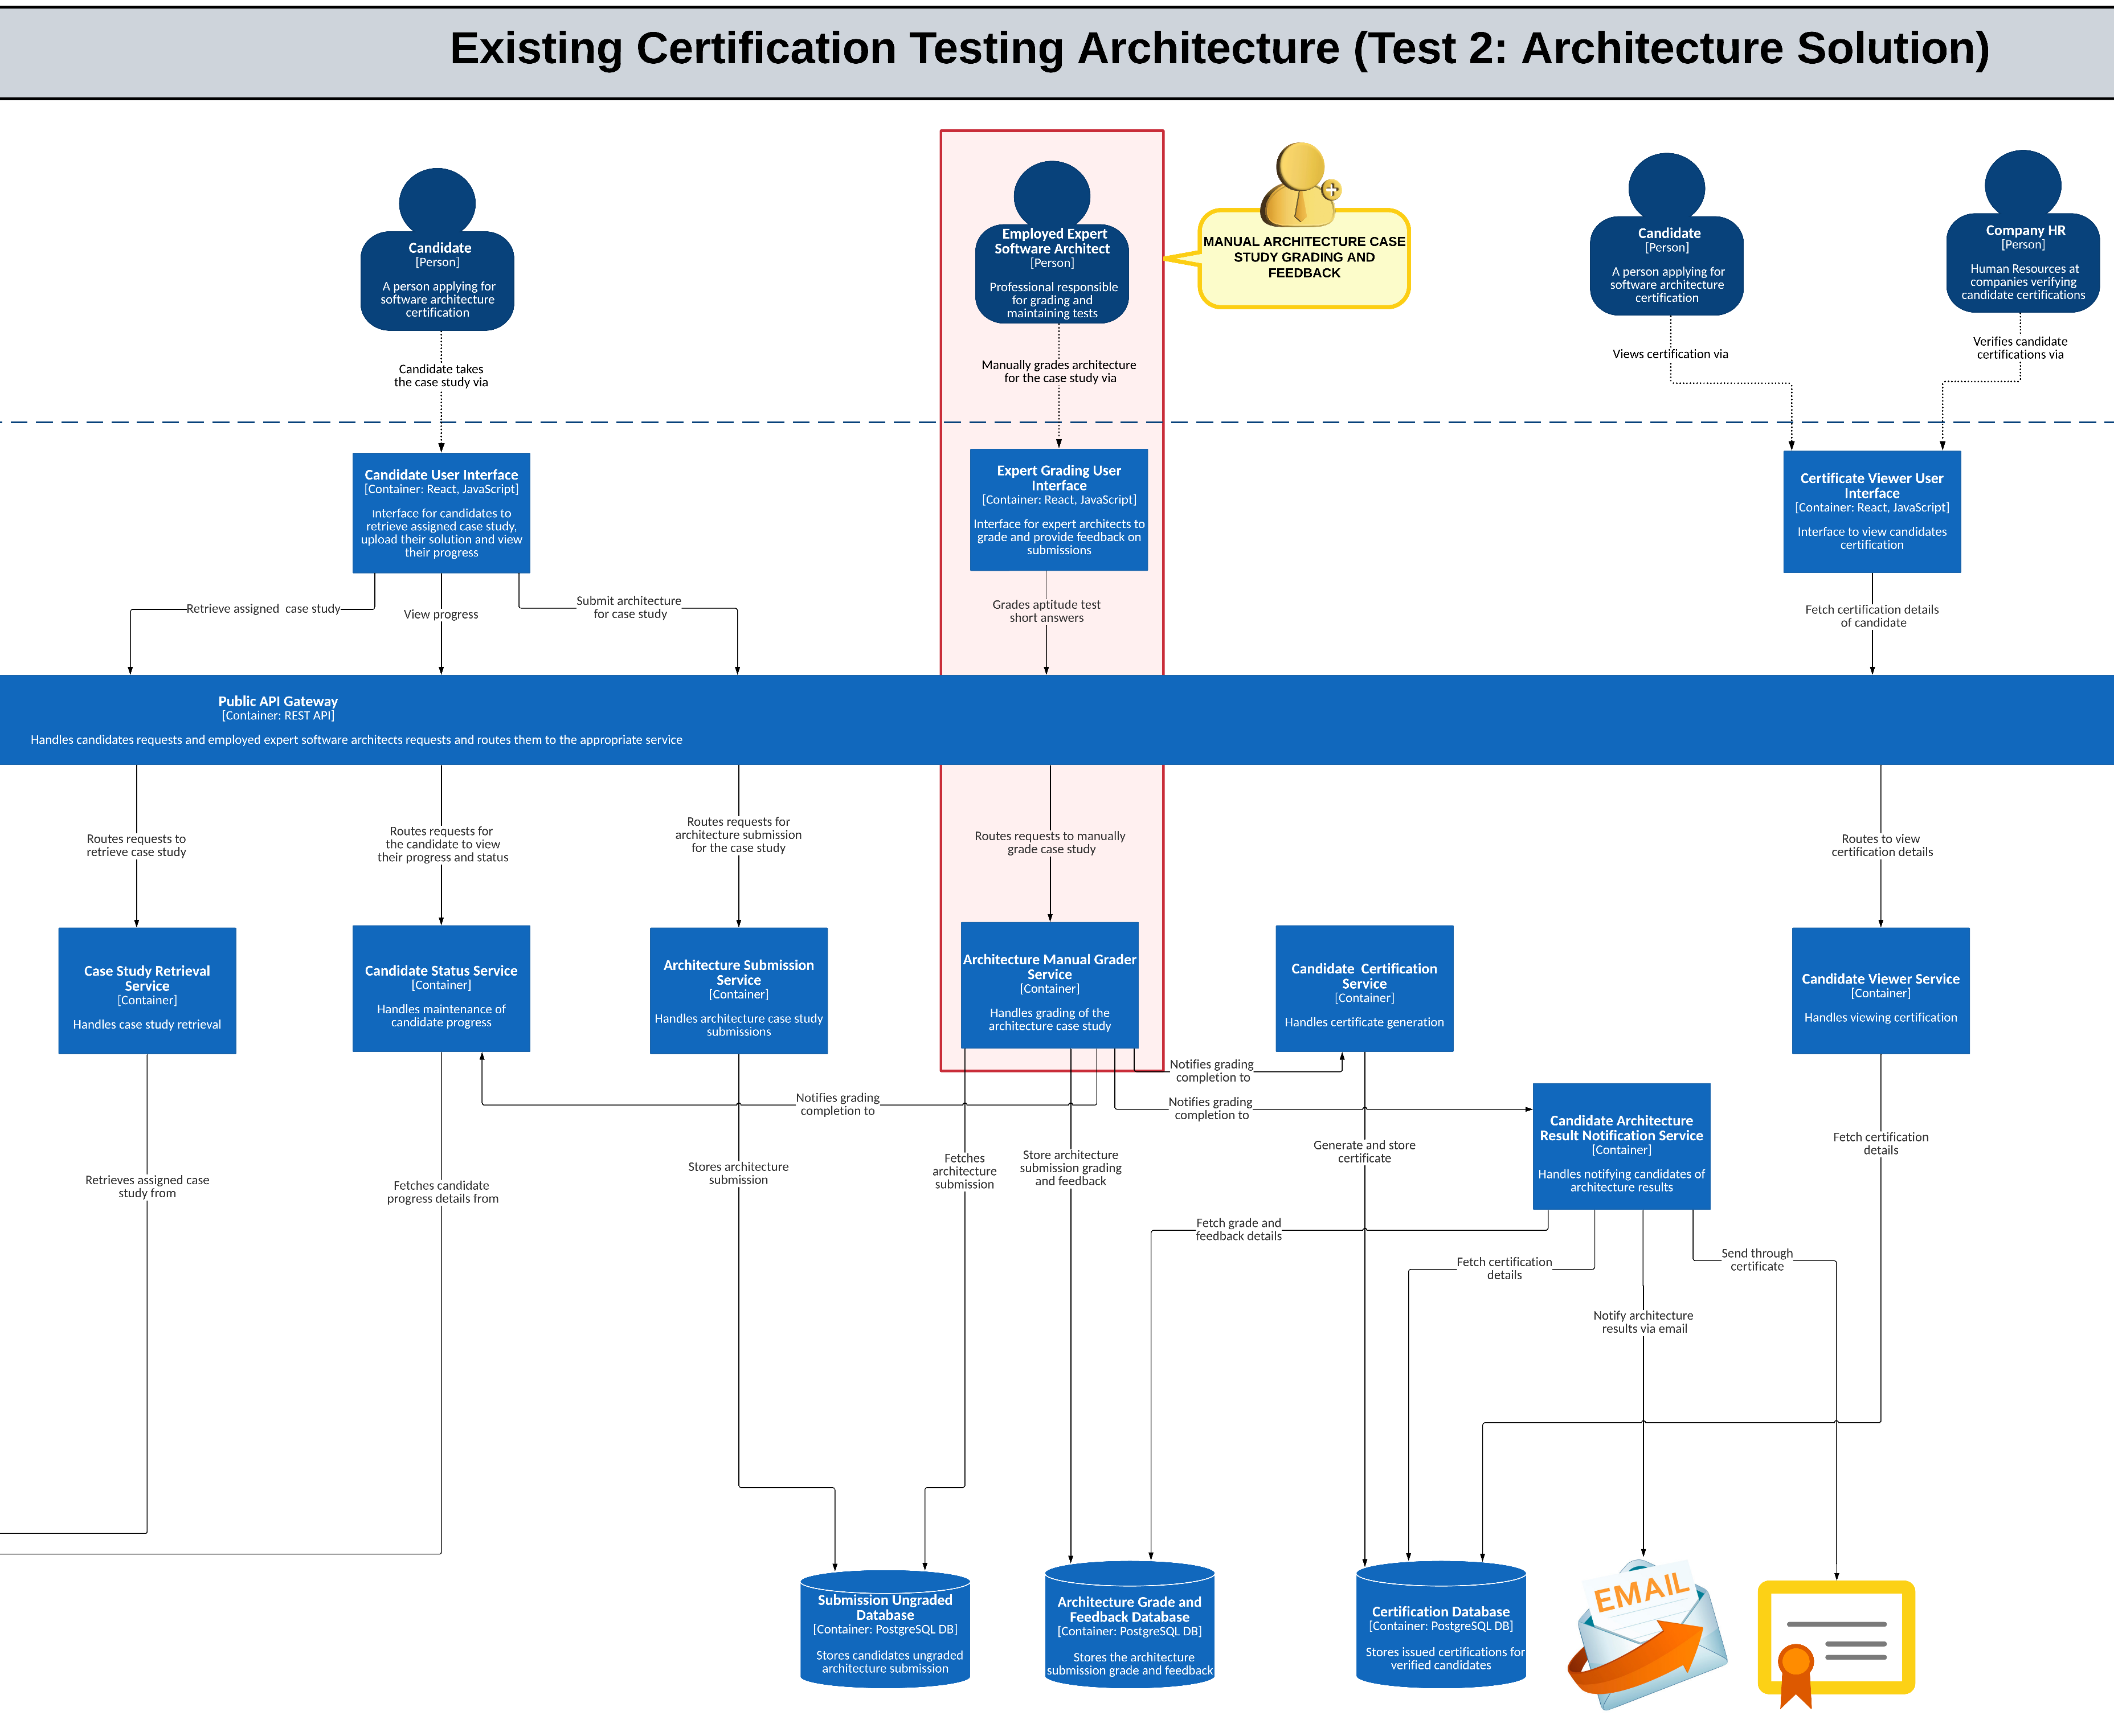 Existing Certification Testing Architecture (Test 2: Architecture Solution)
Candidate
[Person]
A person applying for
software architecture
certification
Employed Expert
Software Architect
[Person]
Professional responsible
for grading and
maintaining tests
MANUAL ARCHITECTURE CASE
STUDY GRADING AND
FEEDBACK
Candidate
[Person]
A person applying for
software architecture
certification
Company HR
[Person]
Human Resources at
companies verifying
candidate certifications
Candidate takes
the case study via
Manually grades architecture
for the case study via
Views certification via
Verifies candidate
certifications via
Candidate User Interface
[Container: React, JavaScript]
Interface for candidates to
retrieve assigned case study,
upload their solution and view
their progress
Expert Grading User
Interface
[Container: React, JavaScript]
Interface for expert architects to
grade and provide feedback on
submissions
Certificate Viewer User
Interface
[Container: React, JavaScript]
Interface to view candidates
certification
Retrieve assigned case study
View progress
Submit architecture
for case study
Grades aptitude test
short answers
Fetch certification details
of candidate
Public API Gateway
[Container: REST API]
Handles candidates requests and employed expert software architects requests and routes them to the appropriate service
Routes requests to
retrieve case study
Routes requests for
the candidate to view
their progress and status
Routes requests for
architecture submission
for the case study
Routes requests to manually
grade case study
Routes to view
certification details
Case Study Retrieval
Service
[Container]
Handles case study retrieval
Candidate Status Service
[Container]
Handles maintenance of
candidate progress
Architecture Submission
Service
[Container]
Handles architecture case study
submissions
Architecture Manual Grader
Service
[Container]
Handles grading of the
architecture case study
Candidate Certification
Service
[Container]
Handles certificate generation
Candidate Viewer Service
[Container]
Handles viewing certification
Notifies grading
completion to
Notifies grading
completion to
Notifies grading
completion to
Candidate Architecture
Result Notification Service
[Container]
Handles notifying candidates of
architecture results
Retrieves assigned case
study from
Fetches candidate
progress details from
Stores architecture
submission
Fetches
architecture
submission
Store architecture
submission grading
and feedback
Generate and store
certificate
Fetch certification
details
Fetch grade and
feedback details
Fetch certification
details
Send through
certificate
Notify architecture
results via email
Submission Ungraded
Database
[Container: PostgreSQL DB]
Stores candidates ungraded
architecture submission
Architecture Grade and
Feedback Database
[Container: PostgreSQL DB]
Stores the architecture
submission grade and feedback
Certification Database
[Container: PostgreSQL DB]
Stores issued certifications for
verified candidates
EMAIL